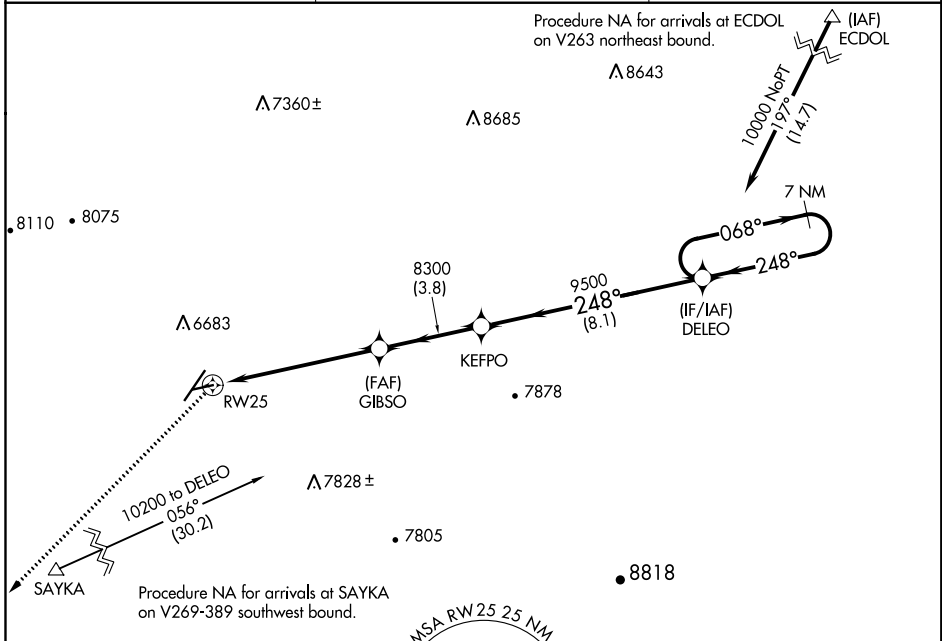 Procedure NA for arrivals at ECDOL
on V263 northeast bound.
(IAF)
ECDOL
8643
7360±
8685
10000 NoPT
197°
(14.7)
7 NM
8110
8075
068°
248°
8300
(3.8)
9500
248°
(8.1)
(IF/IAF)
DELEO
6683
KEFPO
(FAF)
GIBSO
RW25
7878
10200 to DELEO
056°
(30.2)
7828±
7805
SAYKA
8818
Procedure NA for arrivals at SAYKA
on V269-389 southwest bound.
MSA RW25 25 NM